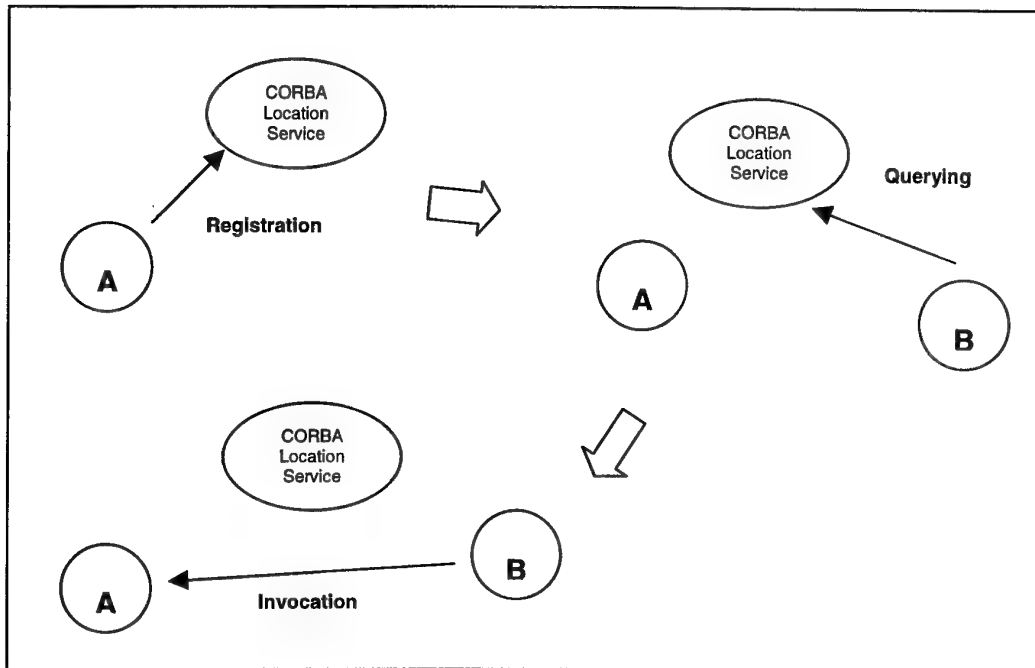 CORBA
Location
Service
Registration
A
CORBA
Location
Service
Querying
A
B
CORBA
Location
Service
B
A
Invocation